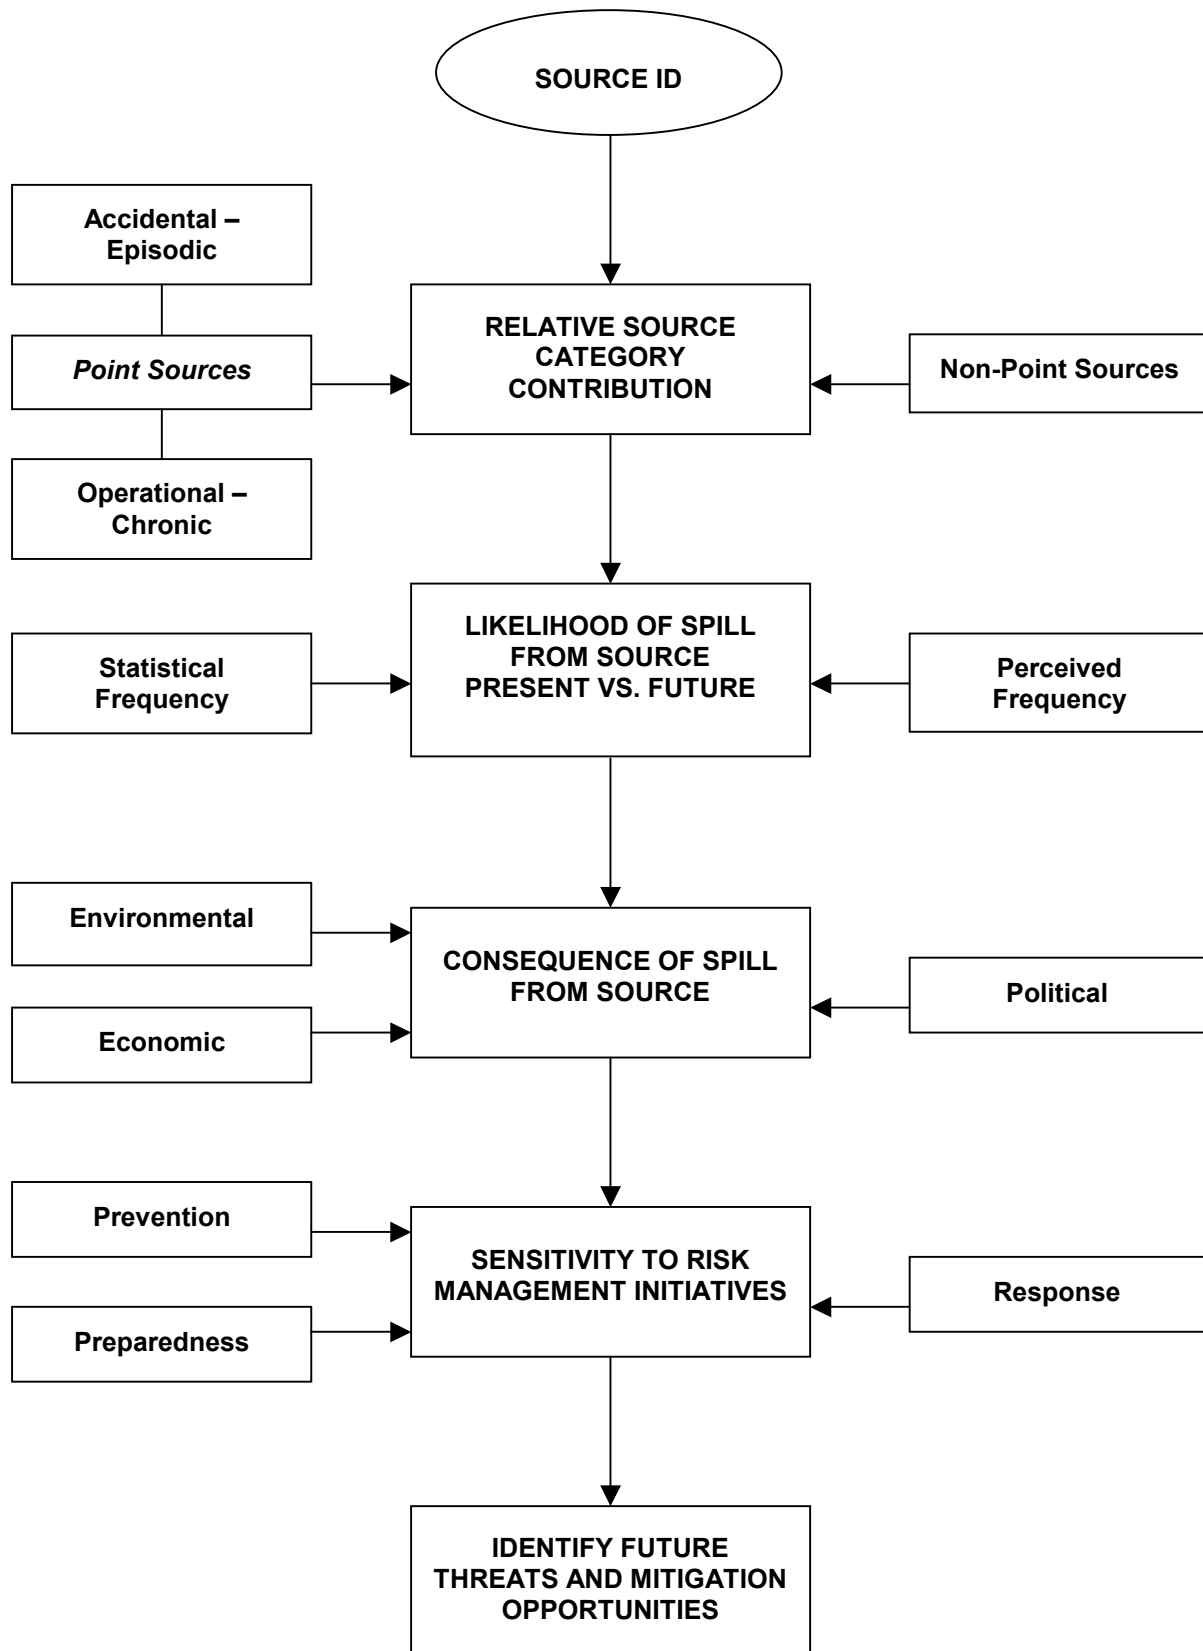 SOURCE ID
Accidental –
Episodic
RELATIVE SOURCE
CATEGORY
CONTRIBUTION
Point Sources
Non-Point Sources
Operational –
Chronic
LIKELIHOOD OF SPILL
FROM SOURCE
PRESENT VS. FUTURE
Statistical
Frequency
Perceived
Frequency
Environmental
CONSEQUENCE OF SPILL
FROM SOURCE
Political
Economic
Prevention
SENSITIVITY TO RISK
MANAGEMENT INITIATIVES
Response
Preparedness
IDENTIFY FUTURE
THREATS AND MITIGATION
OPPORTUNITIES